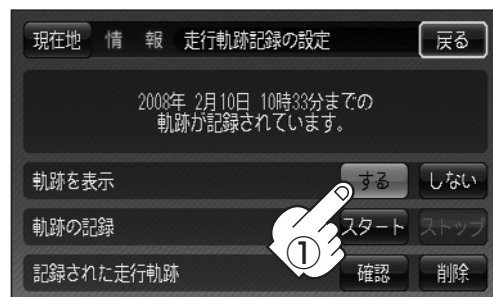 現在地 情 報 走行軌跡記録の設定 戻る
2008年 2月10日 10時33分までの
軌跡が記録されています。
軌跡を表示 する しない
軌跡の記録 スタート ストップ
記録された走行軌跡 確認 削除
①